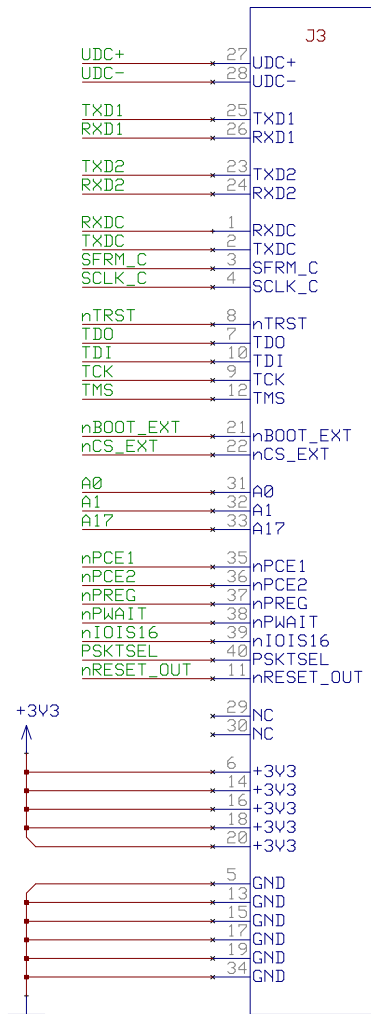 J3
UDC+ 27 UDC+
UDC- 28 UDC-
TXD1 25 TXD1
RXD1 26 RXD1
TXD2 23 TXD2
RXD2 24 RXD2
RXDC 1 RXDC
TXDC 2 TXDC
SFRM_C 3 SFRM_C
SCLK_C 4 SCLK_C
nTRST 8 nTRST
TDO 7 TDO
TDI 10 TDI
TCK 9 TCK
TMS 12 TMS
nBOOT_EXT 21 nBOOT_EXT
nCS_EXT 22 nCS_EXT
A0 31 A0
A1 32 A1
A17 33 A17
nPCE1 35 nPCE1
nPCE2 36 nPCE2
nPREG 37 nPREG
nPWAIT 38 nPWAIT
nIOIS16 39 nIOIS16
PSKTSEL 40 PSKTSEL
nRESET_OUT 11 nRESET_OUT
29 NC
+3V3
30 NC
6 +3V3
14 +3V3
16 +3V3
18 +3V3
20 +3V3
5 GND
13 GND
15 GND
17 GND
19 GND
34 GND